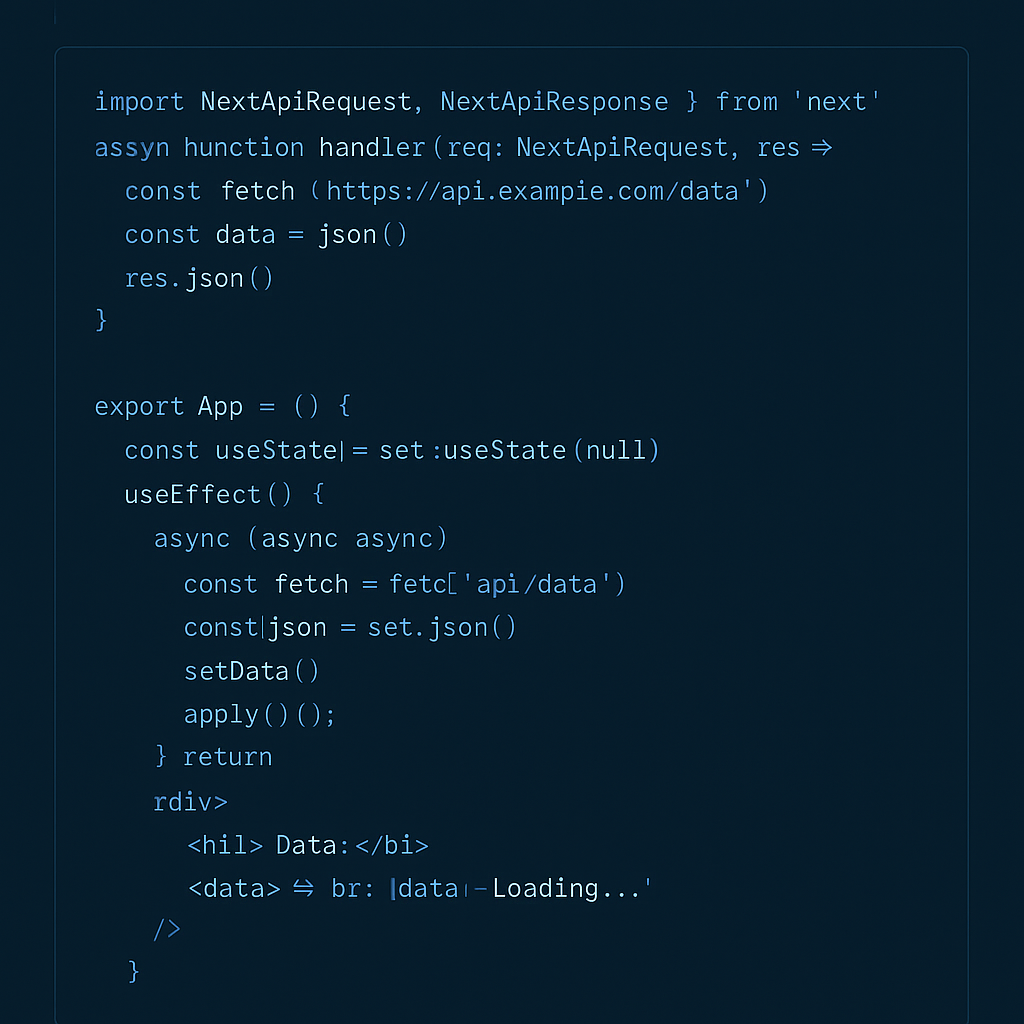 import NextApiRequest, NextApiResponse } from 'next'
assyn hunction handler(req: NextApiRequest, res ⇒
const fetch (https://api.exampie.com/data')
const data = json()
res.json()
}
export App = () {
const useState|= set:useState(null)
useEffect() {
async (async async)
const fetch = fetc['api/data')
const|json = set.json()
setData()
apply()();
} return
rdiv>
<hil> Data:</bi>
<data> ⇋ br: |data|-Loading...'
/>
}